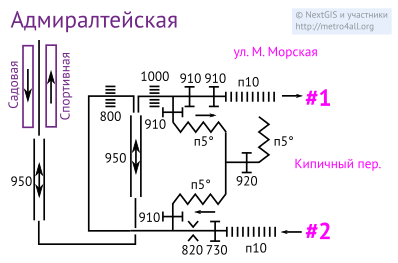 Адмиралтейская
© NextGIS и участники
http://metro4all.org
ул. М. Морская
Садовая
Спортивная
1000
910
910
п10
#1
800
910
п5°
п5°
950
950
Кипичный пер.
920
п5°
910
#2
820
730
п10